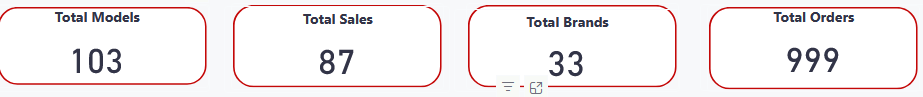 Total Models
103
Total Sales
87
Total Brands
33
Total Orders
999